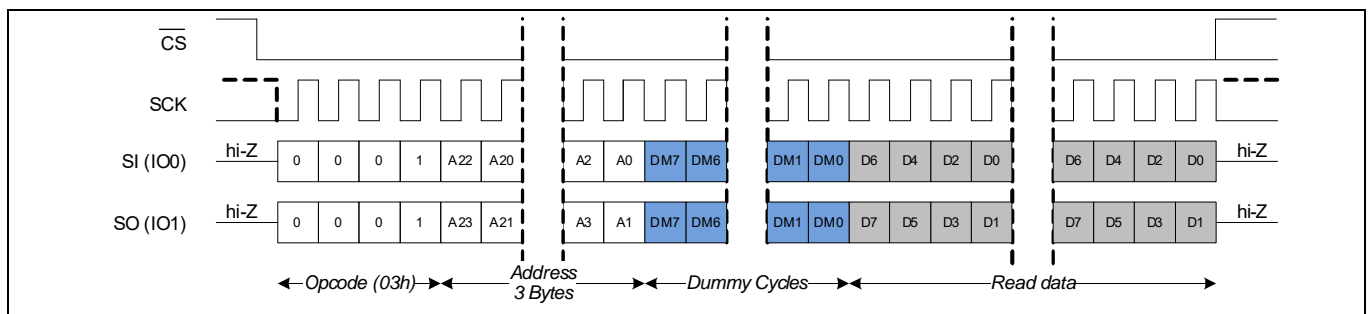 CS
SCK
SI (IO0) hi-Z 0 0 0 1 A22 A20 A2 A0 DM7 DM6 DM1 DM0 D6 D4 D2 D0 D6 D4 D2 D0 hi-Z
SO (IO1) hi-Z 0 0 0 1 A23 A21 A3 A1 DM7 DM6 DM1 DM0 D7 D5 D3 D1 D7 D5 D3 D1 hi-Z
Opcode (03h) Address Dummy Cycles Read data
3 Bytes